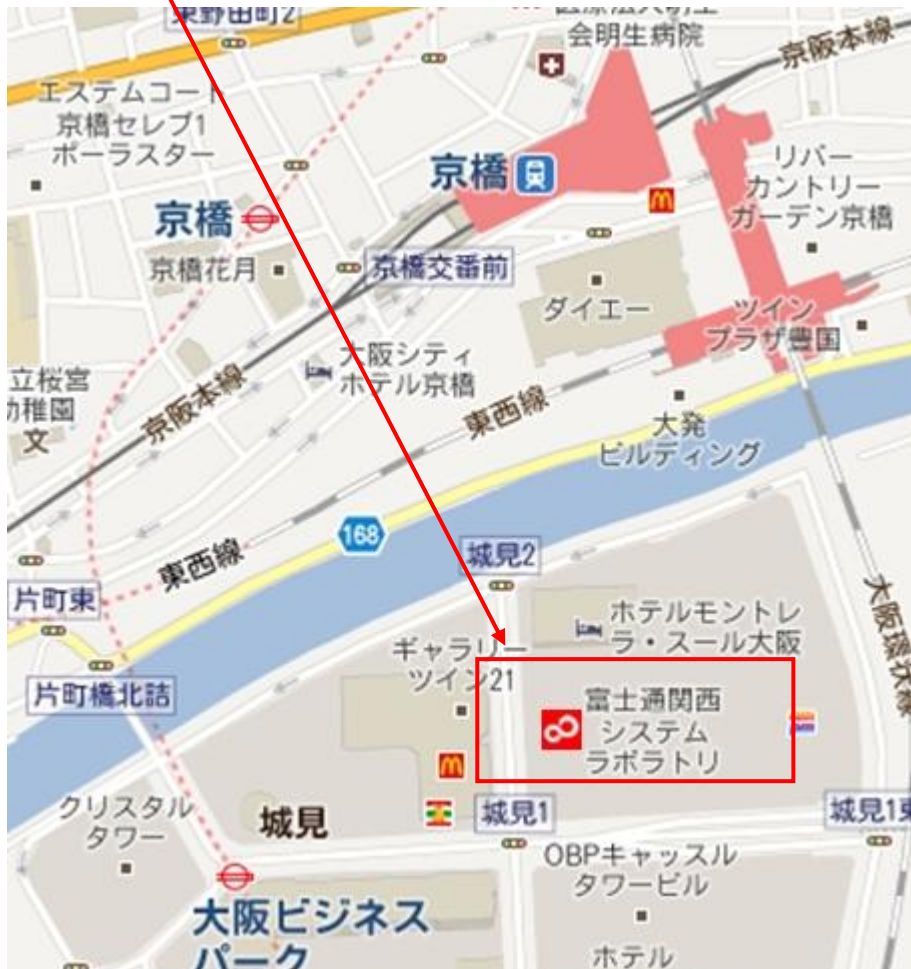 東野田町2
会明生病院
京阪本線
エステムコート
京橋セレブ1
ポーラスター
京橋
リバー
カントリー
ガーデン京橋
京橋
京橋花月
京橋交番前
ダイエー
ツイン
プラザ豊国
大阪シティ
ホテル京橋
立桜宮
幼稚園
文
京阪本線
東西線
大発
ビルディング
168
東西線
城見2
片町東
大阪環状線
ホテルモントレ
ラ・スール大阪
ギャラリー
ツイン21
片町橋北詰
富士通関西
システム
ラボラトリ
クリスタル
タワー
城見
城見1
城見1東
OBPキャッスル
タワービル
大阪ビジネス
パーク
ホテル